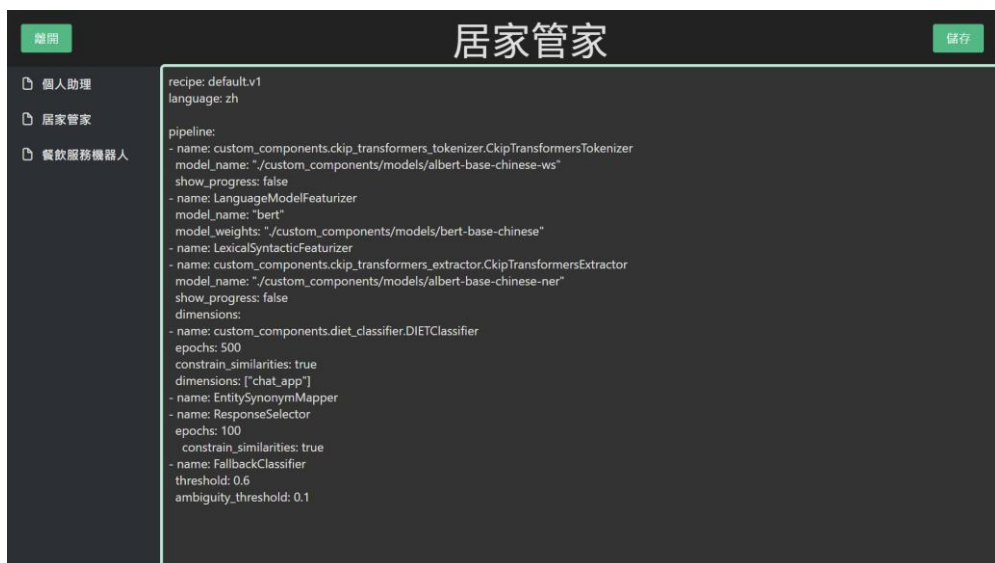 離開
居家管家
儲存
個人助理
居家管家
餐飲服務機器人
recipe: default.v1
language: zh
pipeline:
- name: custom_components.ckip_transformers_tokenizer.CkipTransformersTokenizer
  model_name: "./custom_components/models/albert-base-chinese-ws"
  show_progress: false
- name: LanguageModelFeaturizer
  model_name: "bert"
  model_weights: "./custom_components/models/bert-base-chinese"
- name: LexicalSyntacticFeaturizer
- name: custom_components.ckip_transformers_extractor.CkipTransformersExtractor
  model_name: "./custom_components/models/albert-base-chinese-ner"
  show_progress: false
  dimensions:
- name: custom_components.diet_classifier.DIETClassifier
  epochs: 500
  constrain_similarities: true
  dimensions: ["chat_app"]
- name: EntitySynonymMapper
- name: ResponseSelector
  epochs: 100
    constrain_similarities: true
- name: FallbackClassifier
  threshold: 0.6
  ambiguity_threshold: 0.1